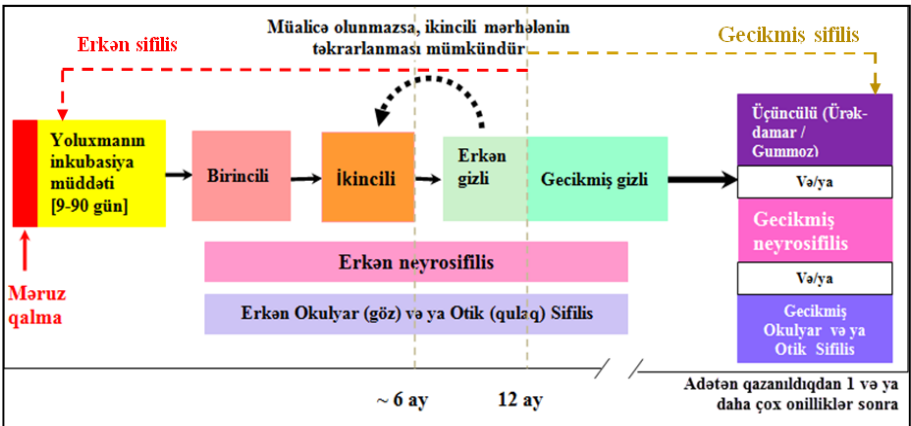 Müalicə olunmazsa, ikincili mərhələnin
təkrarlanması mümkündür
Erkən sifilis
Gecikmiş sifilis
Yoluxmanın
inkubasiya
müddəti
[9-90 gün]
Birincili
İkincili
Erkən
gizli
Gecikmiş gizli
Üçüncülü (Ürək-
damar /
Gummoz)
Və/ya
Gecikmiş
neyrosifilis
Və/ya
Gecikmiş
Okulyar və ya
Otik Sifilis
Məruz
qalma
Erkən neyrosifilis
Erkən Okulyar (göz) və ya Otik (qulaq) Sifilis
~ 6 ay
12 ay
Adətən qazanıldıqdan 1 və ya
daha çox onilliklər sonra